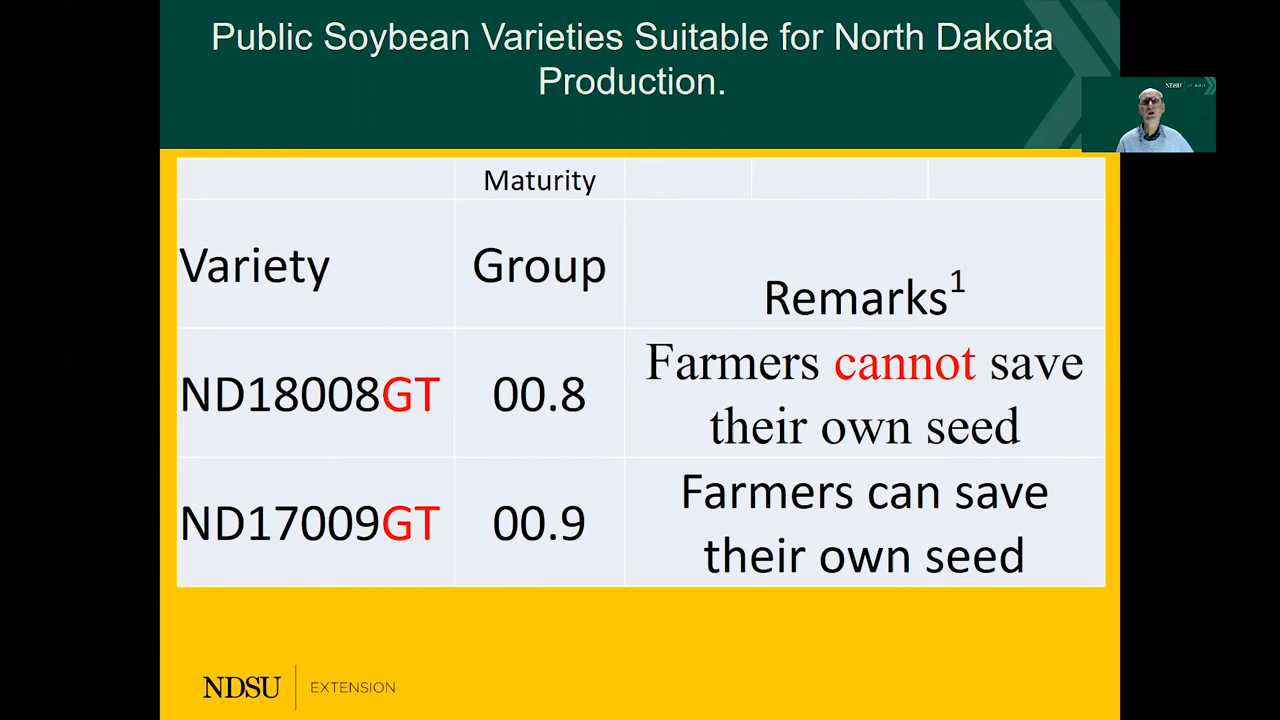 Public Soybean Varieties Suitable for North Dakota
Production.
Maturity
Variety
Group
Remarks¹
ND18008GT
00.8
Farmers cannot save
their own seed
ND17009GT
00.9
Farmers can save
their own seed
NDSU
EXTENSION
NDSU